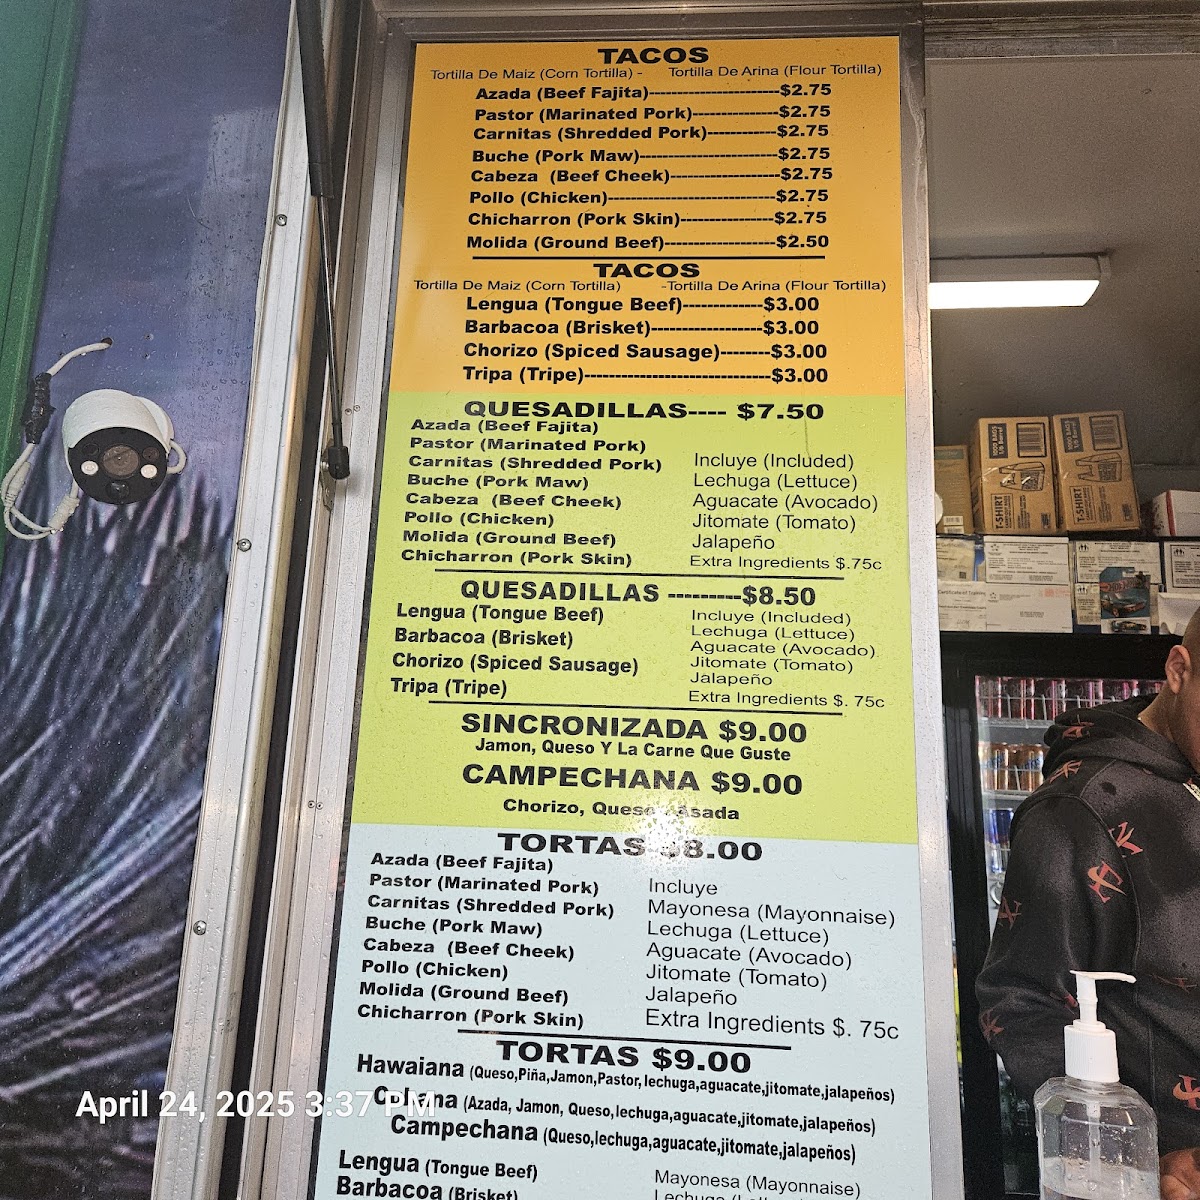 TACOS
Tortilla De Maiz (Corn Tortilla) - Tortilla De Arina (Flour Tortilla)
Azada (Beef Fajita)--------------------------$2.75
Pastor (Marinated Pork)-----------------$2.75
Carnitas (Shredded Pork)-------------$2.75
Buche (Pork Maw)--------------------------$2.75
Cabeza (Beef Cheek)---------------------$2.75
Pollo (Chicken)--------------------------------$2.75
Chicharron (Pork Skin)------------------$2.75
Molida (Ground Beef)---------------------$2.50
TACOS
Tortilla De Maiz (Corn Tortilla) -Tortilla De Arina (Flour Tortilla)
Lengua (Tongue Beef)-------------$3.00
Barbacoa (Brisket)------------------$3.00
Chorizo (Spiced Sausage)--------$3.00
Tripa (Tripe)------------------------------$3.00
QUESADILLAS---- $7.50
Azada (Beef Fajita)
Pastor (Marinated Pork)
Carnitas (Shredded Pork)
Buche (Pork Maw)
Cabeza (Beef Cheek)
Pollo (Chicken)
Molida (Ground Beef)
Chicharron (Pork Skin)
Incluye (Included)
Lechuga (Lettuce)
Aguacate (Avocado)
Jitomate (Tomato)
Jalapeño
Extra Ingredients $.75c
QUESADILLAS ---------$8.50
Lengua (Tongue Beef)
Barbacoa (Brisket)
Chorizo (Spiced Sausage)
Tripa (Tripe)
Incluye (Included)
Lechuga (Lettuce)
Aguacate (Avocado)
Jitomate (Tomato)
Jalapeño
Extra Ingredients $. 75c
SINCRONIZADA $9.00
Jamon, Queso Y La Carne Que Guste
CAMPECHANA $9.00
Chorizo, Queso Asada
TORTAS $8.00
Azada (Beef Fajita)
Pastor (Marinated Pork)
Carnitas (Shredded Pork)
Buche (Pork Maw)
Cabeza (Beef Cheek)
Pollo (Chicken)
Molida (Ground Beef)
Chicharron (Pork Skin)
Incluye
Mayonesa (Mayonnaise)
Lechuga (Lettuce)
Aguacate (Avocado)
Jitomate (Tomato)
Jalapeño
Extra Ingredients $. 75c
TORTAS $9.00
Hawaiana (Queso,Piña,Jamon,Pastor,lechuga,aguacate,jitomate,jalapeños)
Cubana (Azada, Jamon, Queso,lechuga,aguacate,jitomate,jalapeños)
Campechana (Queso,lechuga,aguacate,jitomate,jalapeños)
Lengua (Tongue Beef)
Barbacoa (Brisket)
Mayonesa (Mayonnaise)
Lechuga
April 24, 2025 3:37 PM
T-SHIRT
T-SHIRT
1000 BAGS
1000 BAGS